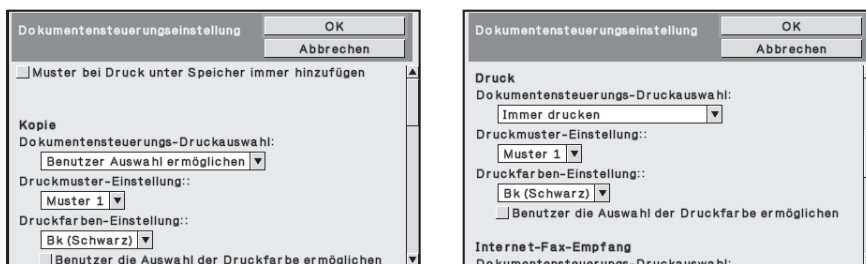 Dokumentensteuerungseinstellung
OK
Abbrechen
Muster bei Druck unter Speicher immer hinzufügen
Kopie
Dokumentensteuerungs-Druckauswahl:
Benutzer Auswahl ermöglichen
Druckmuster-Einstellung::
Muster 1
Druckfarben-Einstellung::
Bk (Schwarz)
Benutzer die Auswahl der Druckfarbe ermöglichen
Dokumentensteuerungseinstellung
OK
Abbrechen
Druck
Dokumentensteuerungs-Druckauswahl:
Immer drucken
Druckmuster-Einstellung::
Muster 1
Druckfarben-Einstellung::
Bk (Schwarz)
Benutzer die Auswahl der Druckfarbe ermöglichen
Internet-Fax-Empfang
Dokumentensteuerungs-Druckauswahl: